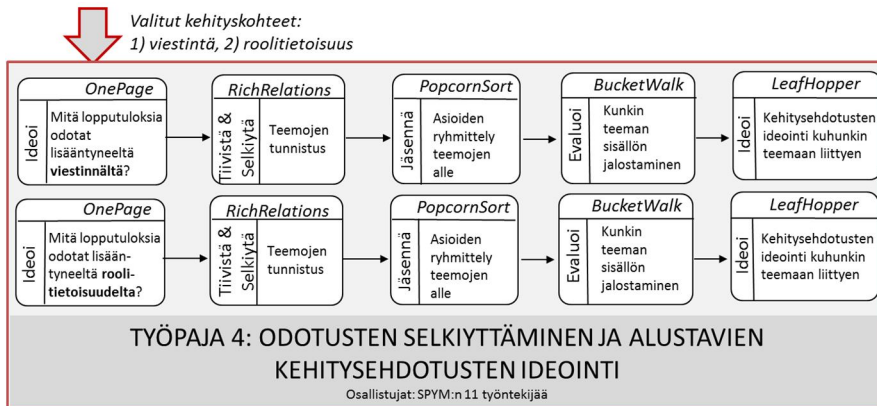 Valitut kehityskohteet:
1) viestintä, 2) roolitietoisuus
OnePage
Ideoi
Mitä lopputuloksia
odotat
lisääntyneeltä
viestinnältä?
RichRelations
Tiivistä &
Selkiytä
Teemojen
tunnistus
PopcornSort
Jäsennä
Asioiden
ryhmittely
teemojen
alle
BucketWalk
Evaluoi
Kunkin
teeman
sisällön
jalostaminen
LeafHopper
Ideoi
Kehitysehdotusten
ideointi kuhunkin
teemaan liittyen
OnePage
Ideoi
Mitä lopputuloksia
odotat lisään-
tyneeltä rooli-
tietoisuudelta?
RichRelations
Tiivistä &
Selkiytä
Teemojen
tunnistus
PopcornSort
Jäsennä
Asioiden
ryhmittely
teemojen
alle
BucketWalk
Evaluoi
Kunkin
teeman
sisällön
jalostaminen
LeafHopper
Ideoi
Kehitysehdotusten
ideointi kuhunkin
teemaan liittyen
TYÖPAJA 4: ODOTUSTEN SELKIYTTÄMINEN JA ALUSTAVIEN
KEHITYSEHDOTUSTEN IDEOINTI
Osallistujat: SPYM:n 11 työntekijää